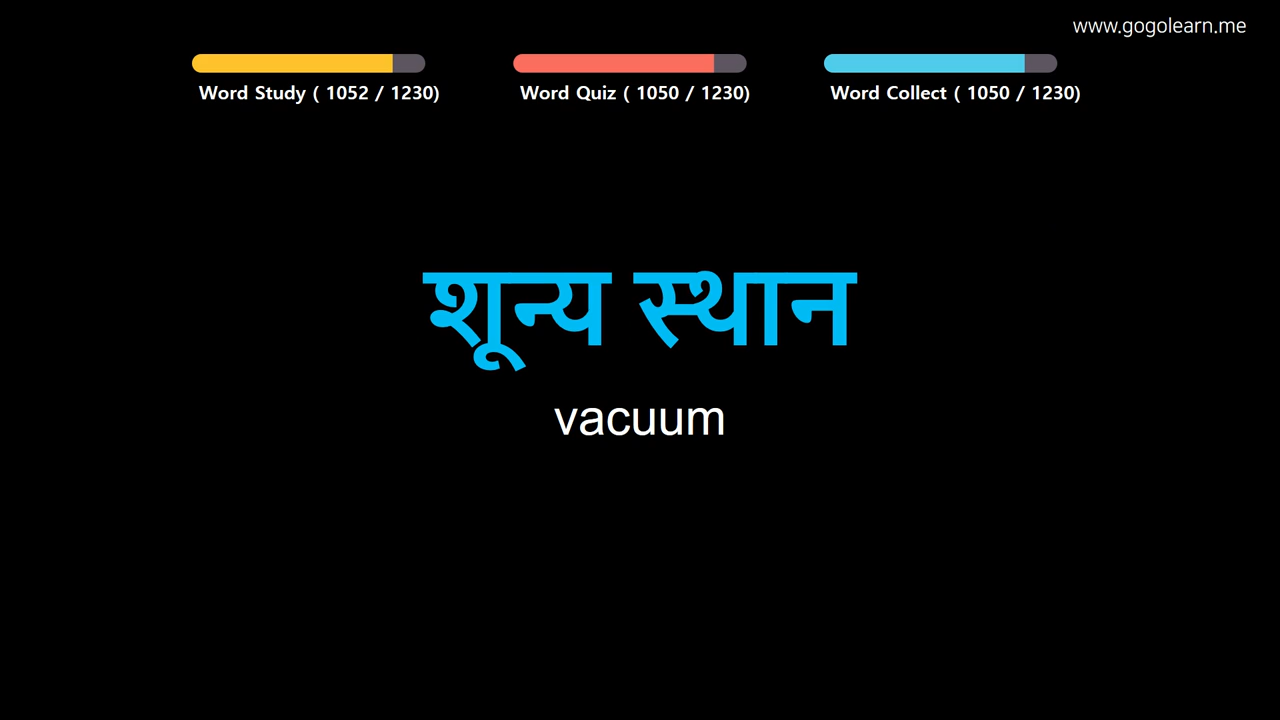 www.gogolearn.me
Word Study ( 1052 / 1230)
Word Quiz ( 1050 / 1230)
Word Collect ( 1050 / 1230)
शून्य स्थान
vacuum